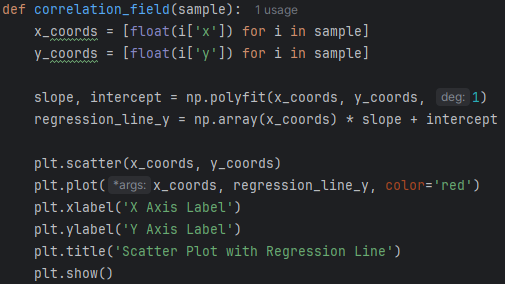 def correlation_field(sample): 1 usage
    x_coords = [float(i['x']) for i in sample]
    y_coords = [float(i['y']) for i in sample]

    slope, intercept = np.polyfit(x_coords, y_coords, deg: 1)
    regression_line_y = np.array(x_coords) * slope + intercept

    plt.scatter(x_coords, y_coords)
    plt.plot( *args: x_coords, regression_line_y, color='red')
    plt.xlabel('X Axis Label')
    plt.ylabel('Y Axis Label')
    plt.title('Scatter Plot with Regression Line')
    plt.show()